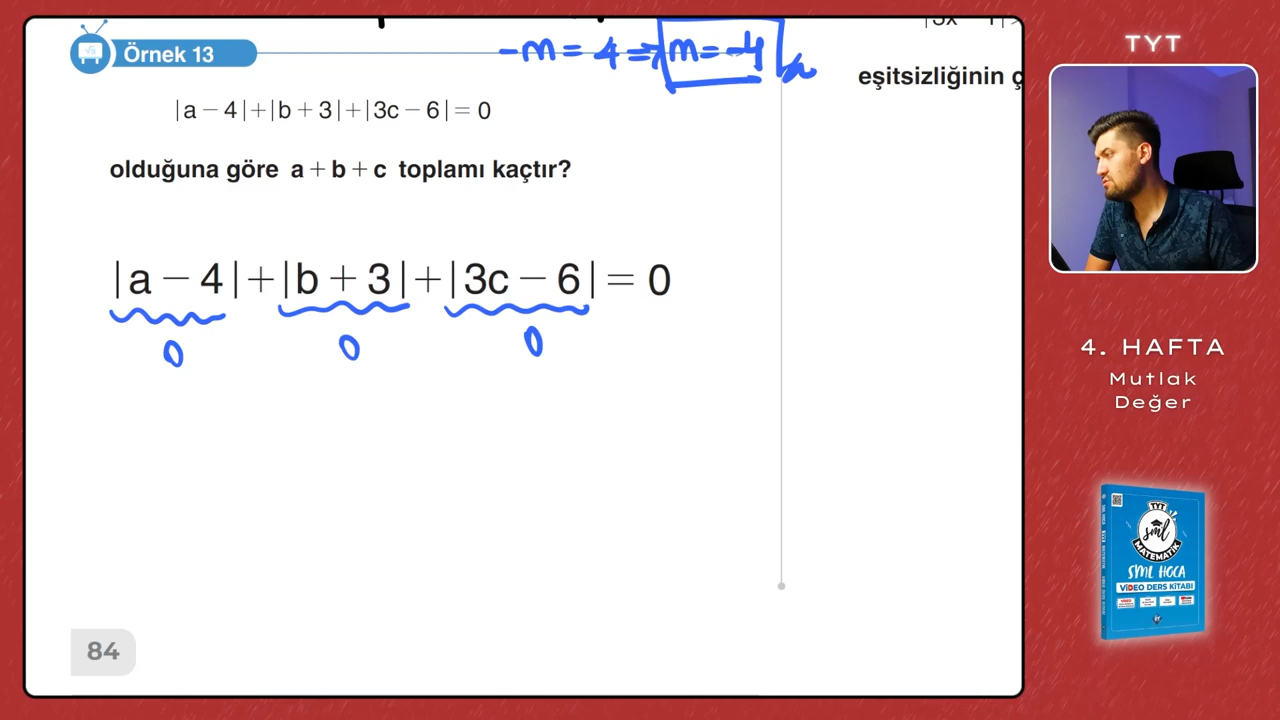 Örnek 13
-m = 4 ⇒ m = -4
|a − 4| + |b + 3| + |3c − 6| = 0
olduğuna göre a + b + c toplamı kaçtır?
|a − 4| + |b + 3| + |3c − 6| = 0
0 0 0
84
eşitsizliğinin ç
TYT
4. HAFTA
Mutlak
Değer
TYT
sml
MATEMATİK
SML HOCA
VİDEO DERS KİTABI